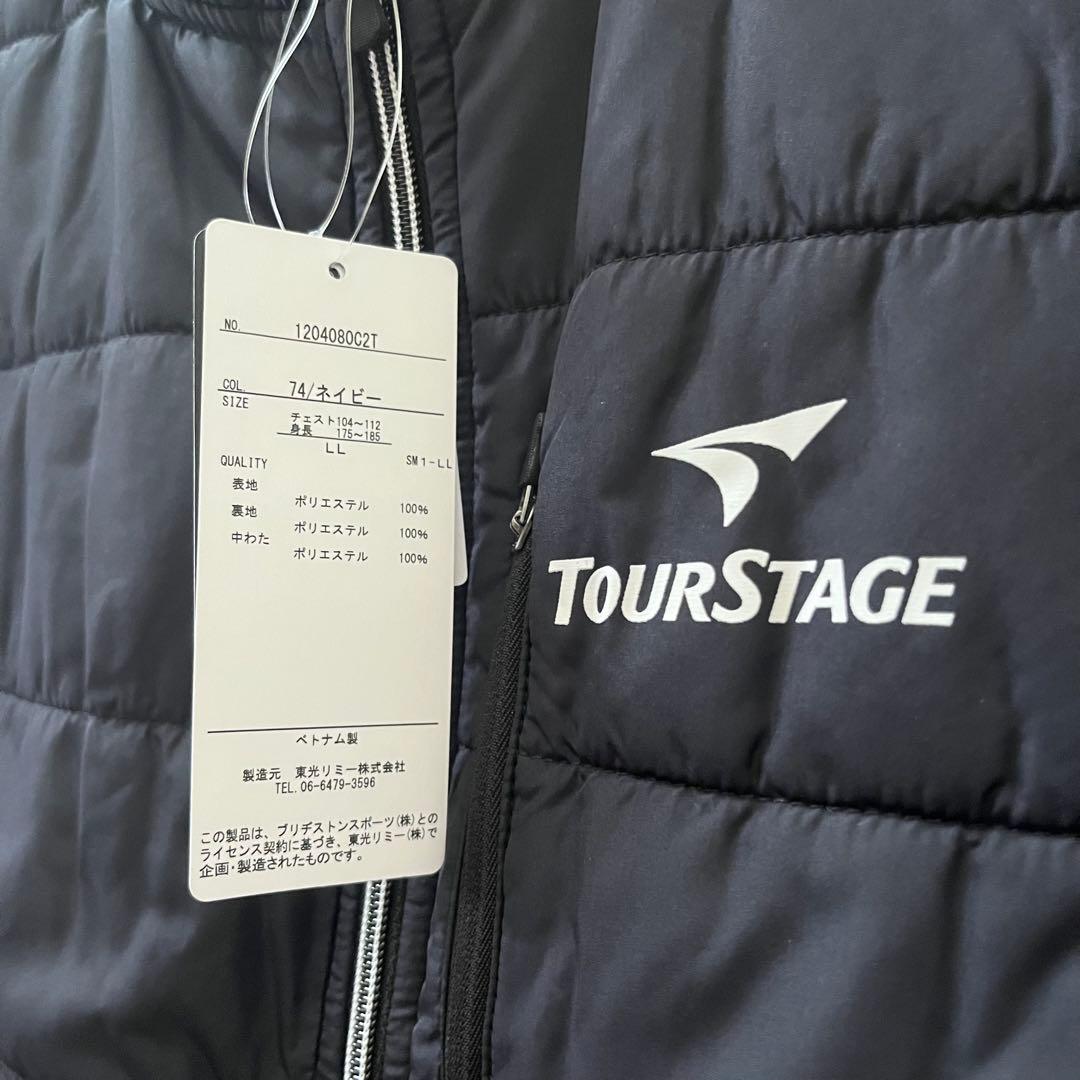 NO. 1204080C2T
COL. 74/ネイビー
SIZE チェスト104～112
身長 175～185
LL
QUALITY SM1-LL
表地 ポリエステル 100%
裏地 ポリエステル 100%
中わた ポリエステル 100%
ベトナム製
製造元 東光リミー株式会社
TEL.06-6479-3596
この製品は、ブリヂストンスポーツ(株)との
ライセンス契約に基づき、東光リミー(株)で
企画・製造されたものです。
TOURSTAGE